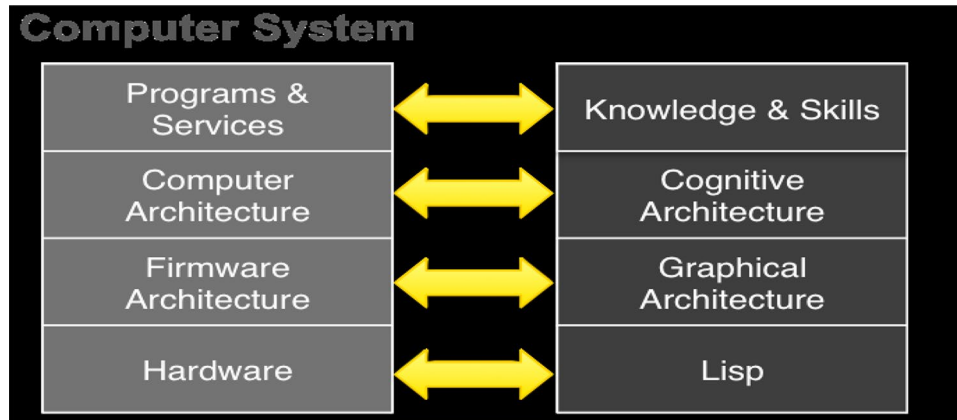 Computer System
Programs &
Services
Knowledge & Skills
Computer
Architecture
Cognitive
Architecture
Firmware
Architecture
Graphical
Architecture
Hardware
Lisp